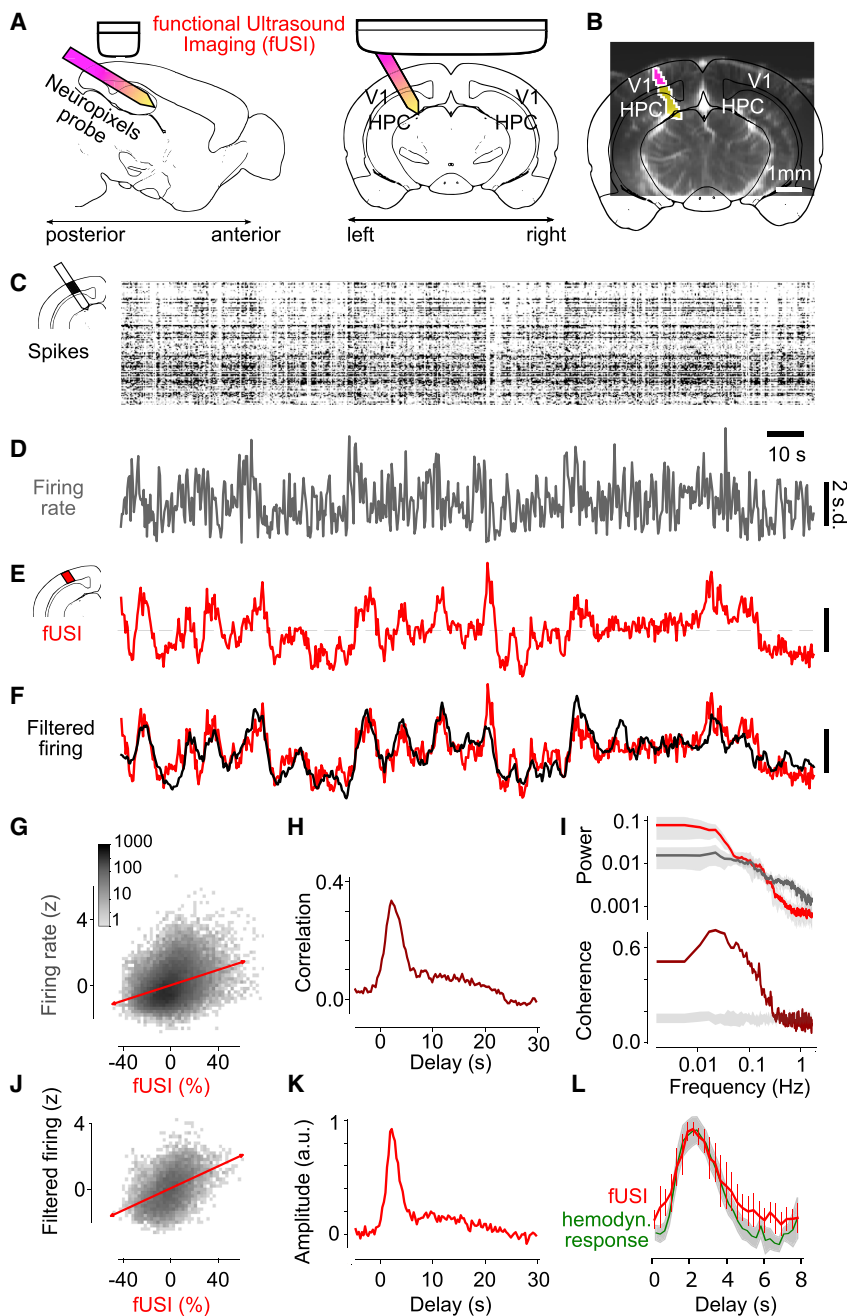 A
functional Ultrasound
Imaging (fUSI)
Neuropixels
probe
V1
V1
HPC
HPC
posterior
anterior
left
right
B
V1
V1
HPC
HPC
1mm
C
Spikes
D
10 s
Firing
rate
2 s.d.
E
fUSI
F
Filtered
firing
G
1000
100
10
1
Firing rate (z)
4
0
-40 0 40
fUSI (%)
H
Correlation
0.4
0.0
0 10 20 30
Delay (s)
I
Power
0.1
0.01
0.001
Coherence
0.6
0.0
0.01 0.1 1
Frequency (Hz)
J
Filtered firing (z)
4
0
-40 0 40
fUSI (%)
K
Amplitude (a.u.)
1
0
0 10 20 30
Delay (s)
L
fUSI
hemodyn.
response
0 2 4 6 8
Delay (s)